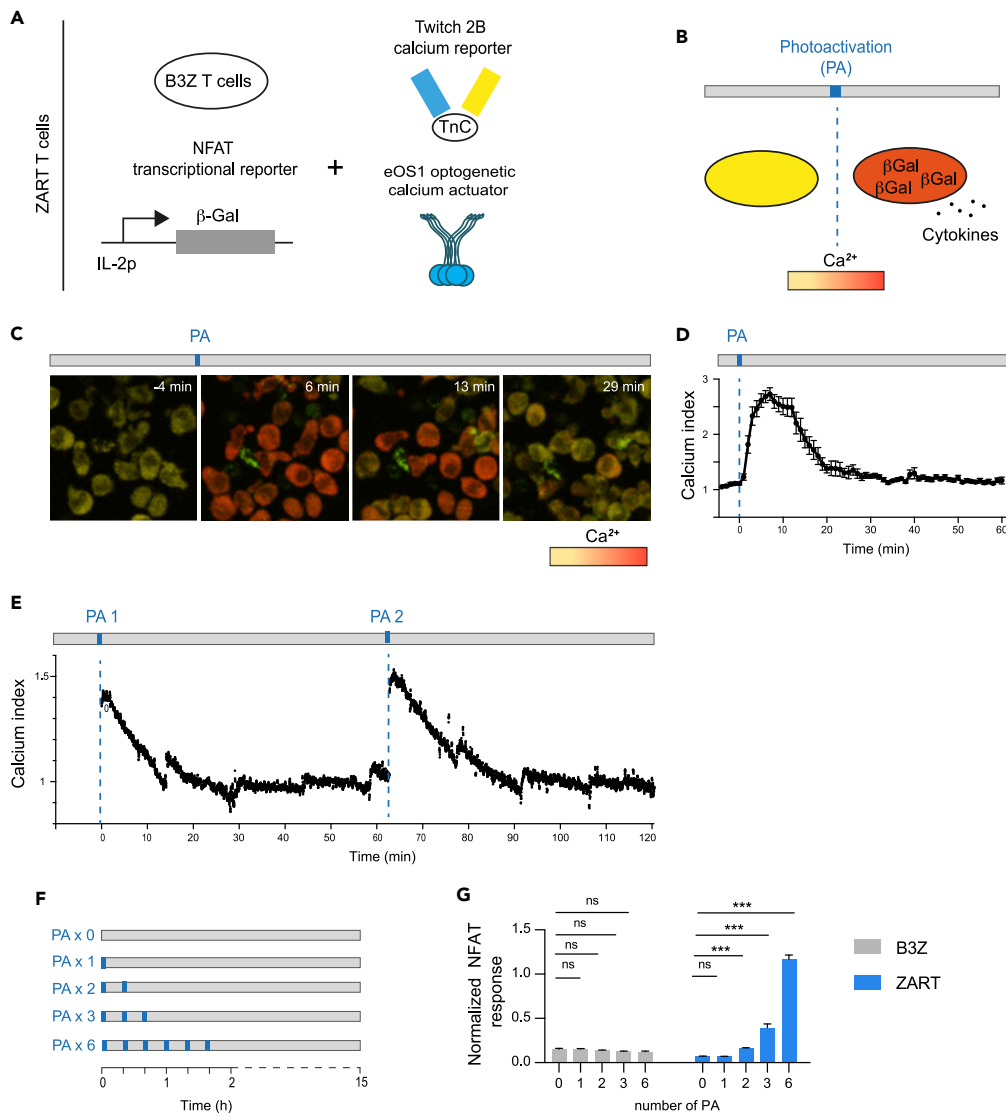 A
ZART T cells
B3Z T cells
NFAT
transcriptional reporter
β-Gal
IL-2p
+
Twitch 2B
calcium reporter
TnC
eOS1 optogenetic
calcium actuator
B
Photoactivation
(PA)
βGal
βGal
βGal
Cytokines
Ca2+
C
PA
-4 min
6 min
13 min
29 min
Ca2+
D
PA
Calcium index
3
2
1
0
10
20
30
40
50
60
Time (min)
E
PA 1
PA 2
Calcium index
1.5
1
0
0
10
20
30
40
50
60
70
80
90
100
110
120
Time (min)
F
PA x 0
PA x 1
PA x 2
PA x 3
PA x 6
0
1
2
15
Time (h)
G
Normalized NFAT
response
1.5
1.0
0.5
0.0
ns
ns
ns
ns
***
***
***
ns
0 1 2 3 6
0 1 2 3 6
number of PA
B3Z
ZART